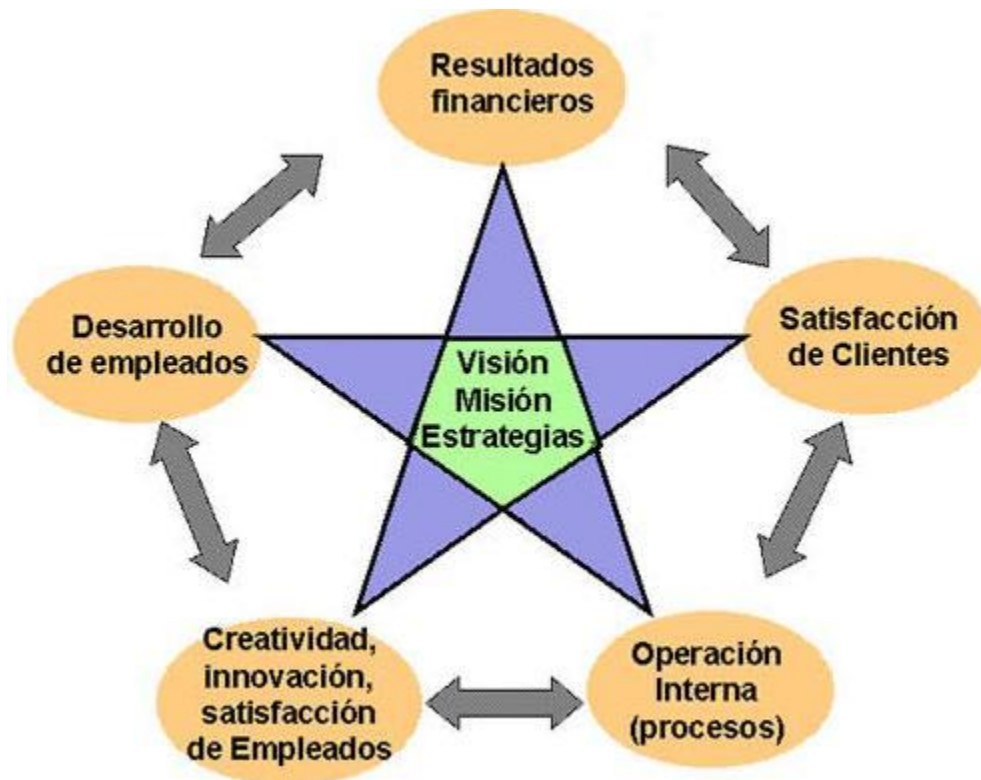 Resultados
financieros
Desarrollo
de empleados
Satisfacción
de Clientes
Visión
Misión
Estrategias
Creatividad,
innovación,
satisfacción
de Empleados
Operación
Interna
(procesos)